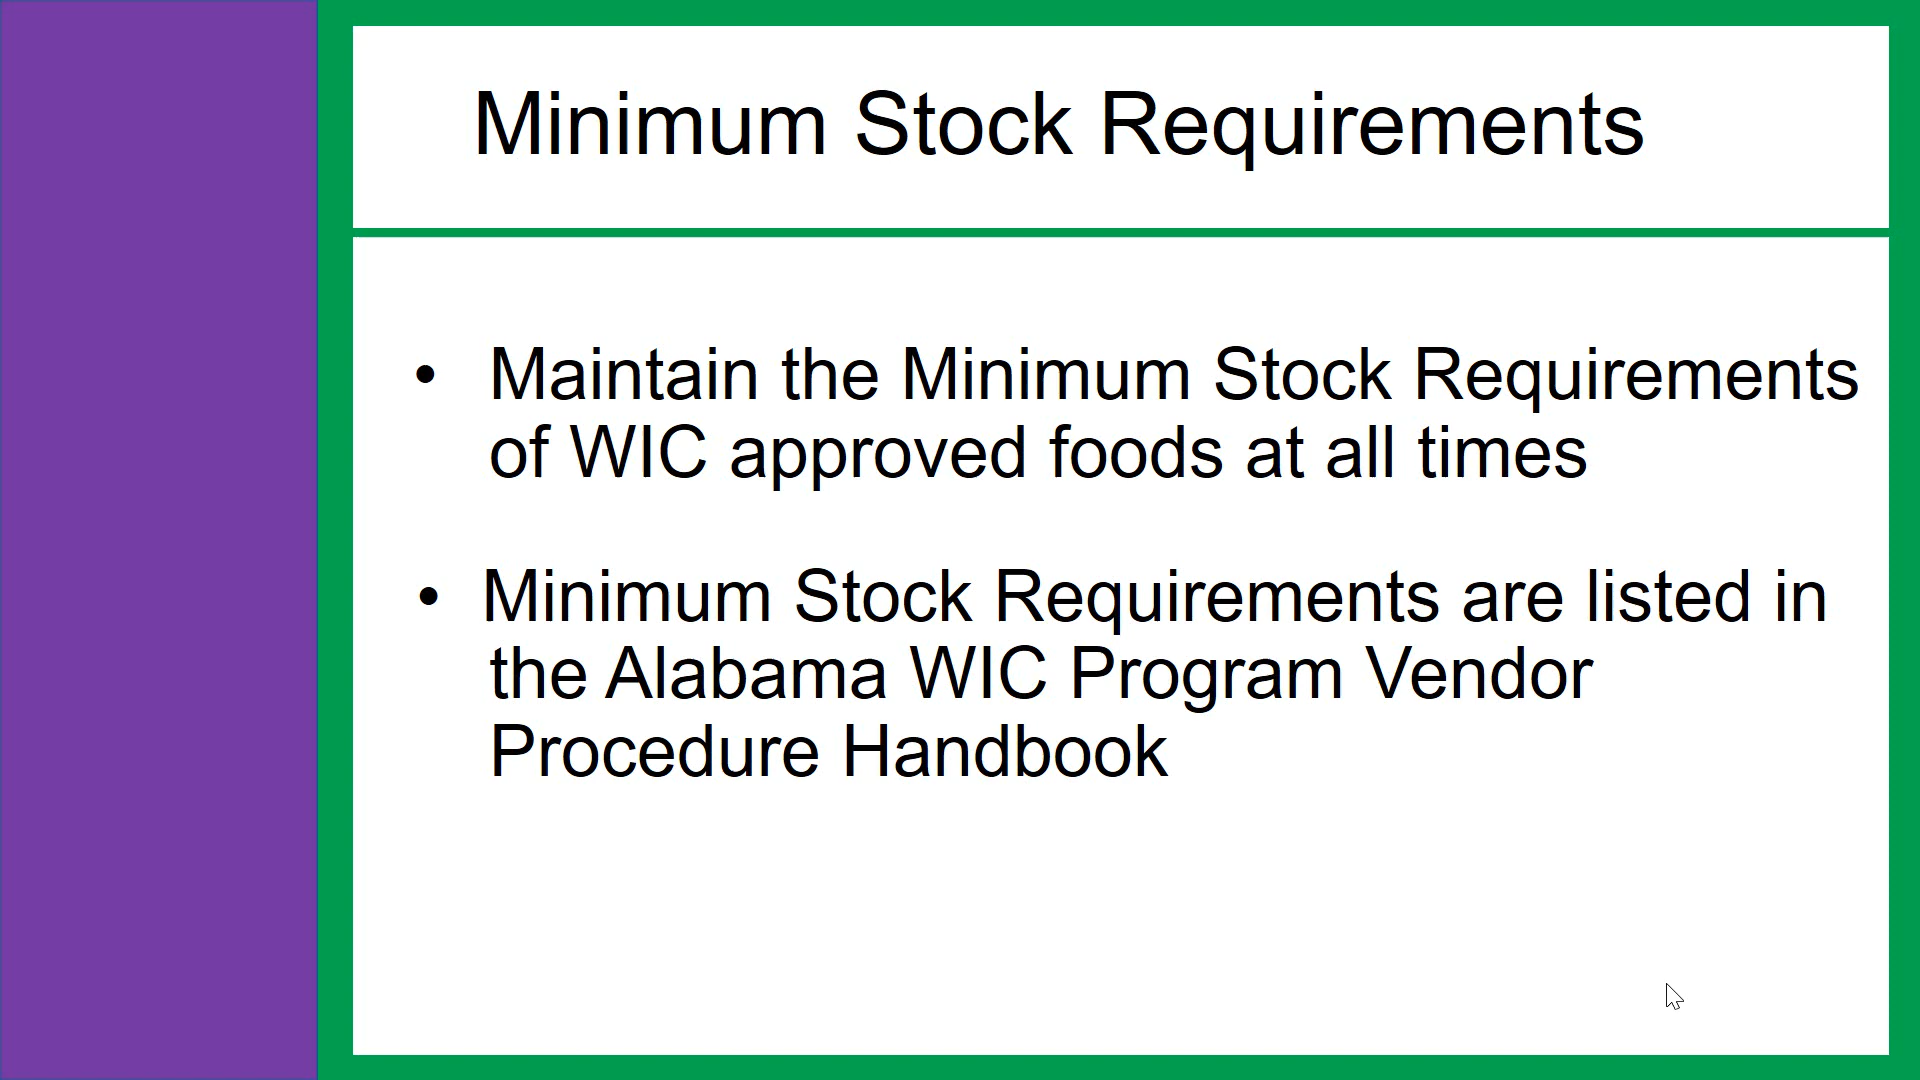 Minimum Stock Requirements
• Maintain the Minimum Stock Requirements
of WIC approved foods at all times
• Minimum Stock Requirements are listed in
the Alabama WIC Program Vendor
Procedure Handbook